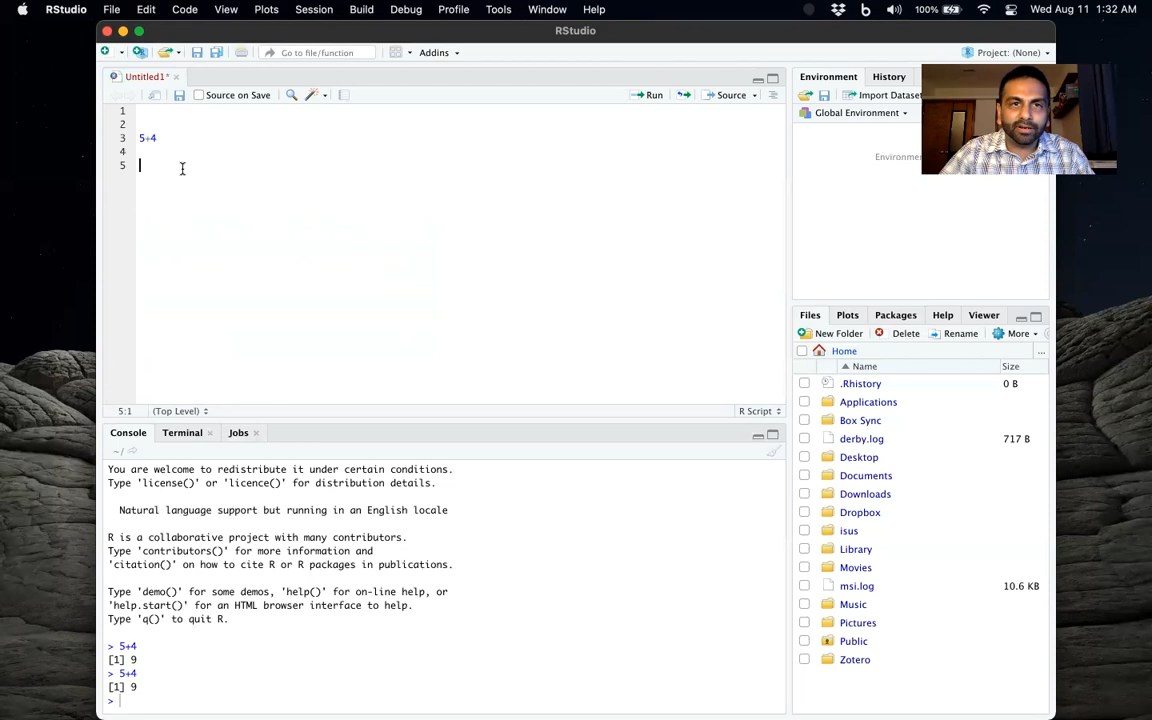 RStudio File Edit Code View Plots Session Build Debug Profile Tools Window Help 100% Wed Aug 11 1:32 AM
RStudio
Go to file/function Addins Project: (None)
Untitled1*
Source on Save Run Source
1
2
3 5+4
4
5
5:1 (Top Level) R Script
Console Terminal Jobs
~/
You are welcome to redistribute it under certain conditions.
Type 'license()' or 'licence()' for distribution details.
Natural language support but running in an English locale
R is a collaborative project with many contributors.
Type 'contributors()' for more information and
'citation()' on how to cite R or R packages in publications.
Type 'demo()' for some demos, 'help()' for on-line help, or
'help.start()' for an HTML browser interface to help.
Type 'q()' to quit R.
> 5+4
[1] 9
> 5+4
[1] 9
>
Environment History
Import Dataset
Global Environment
Files Plots Packages Help Viewer
New Folder Delete Rename More
Home ...
Name Size
.Rhistory 0 B
Applications
Box Sync
derby.log 717 B
Desktop
Documents
Downloads
Dropbox
isus
Library
Movies
msi.log 10.6 KB
Music
Pictures
Public
Zotero